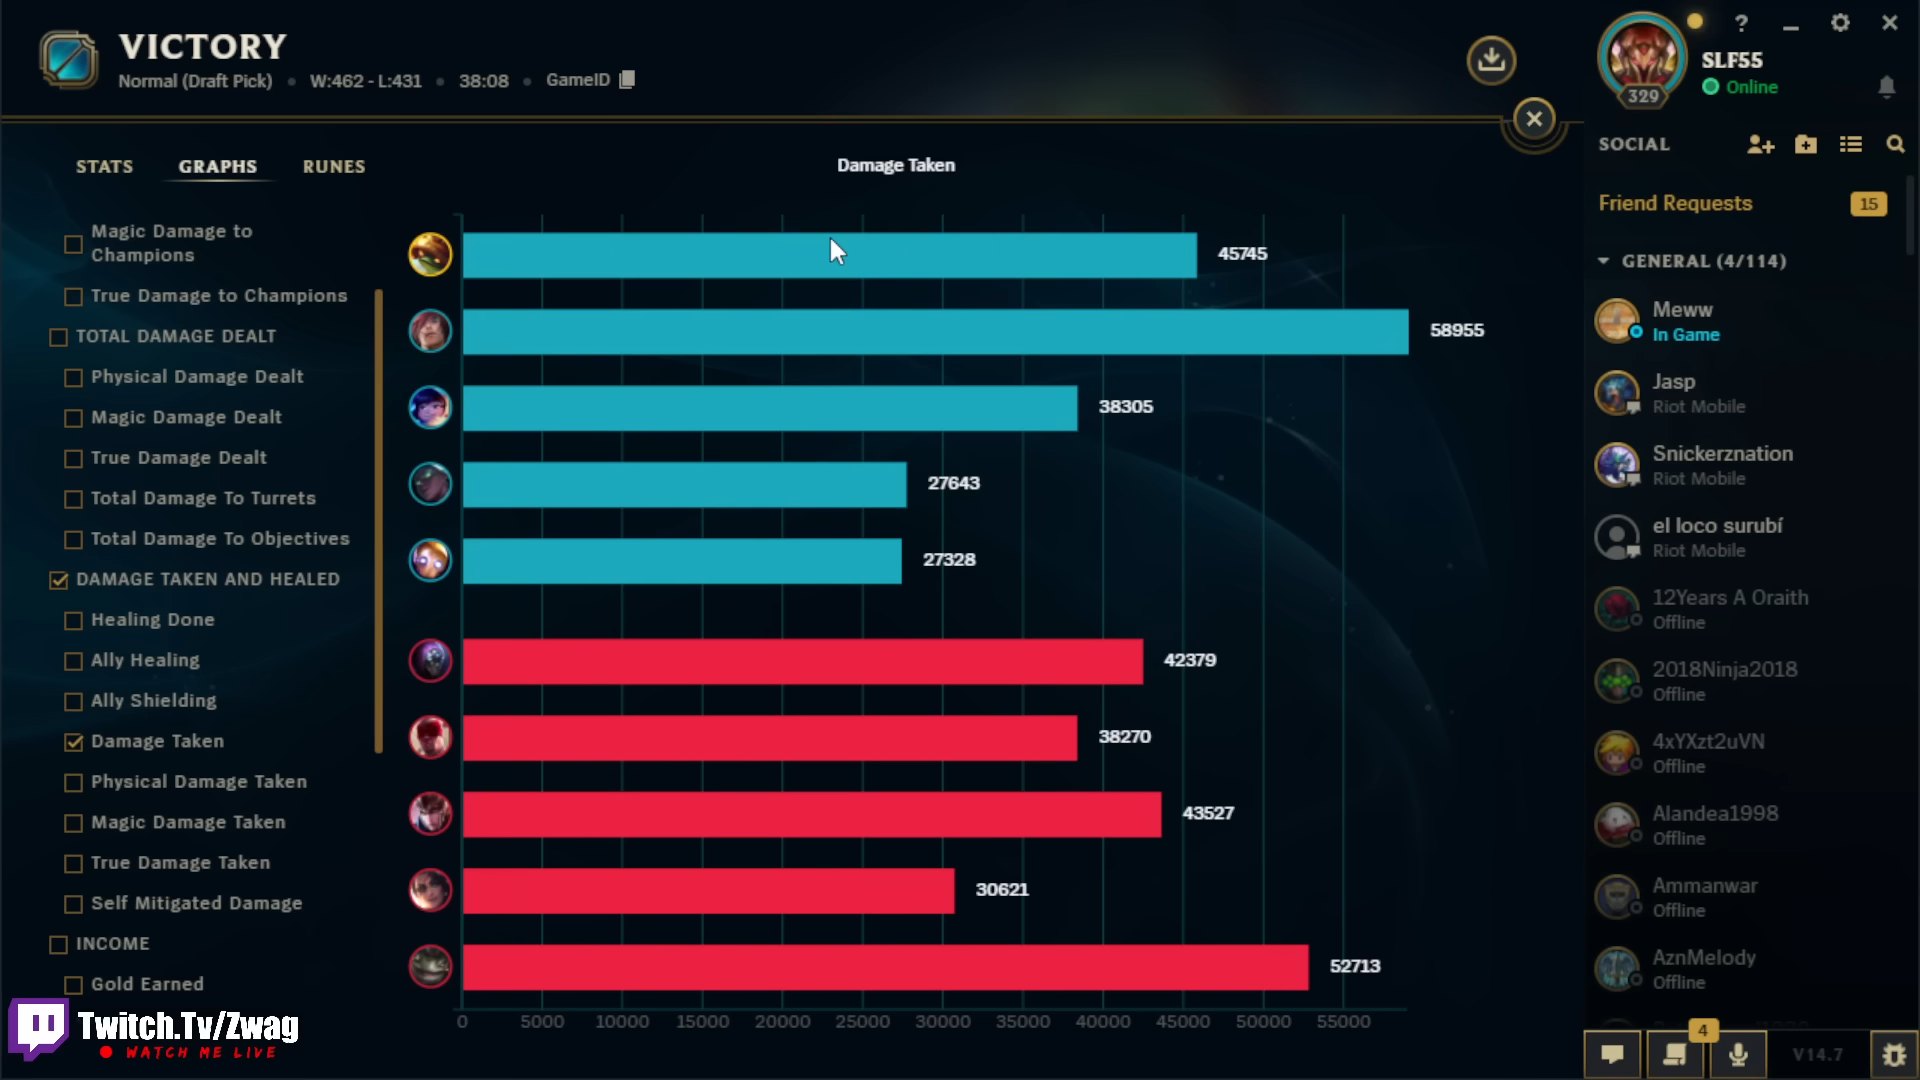 VICTORY
Normal (Draft Pick) • W:462 - L:431 • 38:08 • GameID
329
SLF55
Online
?
STATS
GRAPHS
RUNES
Damage Taken
Magic Damage to
Champions
True Damage to Champions
TOTAL DAMAGE DEALT
Physical Damage Dealt
Magic Damage Dealt
True Damage Dealt
Total Damage To Turrets
Total Damage To Objectives
DAMAGE TAKEN AND HEALED
Healing Done
Ally Healing
Ally Shielding
Damage Taken
Physical Damage Taken
Magic Damage Taken
True Damage Taken
Self Mitigated Damage
INCOME
Gold Earned
45745
58955
38305
27643
27328
42379
38270
43527
30621
52713
0 5000 10000 15000 20000 25000 30000 35000 40000 45000 50000 55000
SOCIAL
Friend Requests 15
GENERAL (4/114)
Meww
In Game
Jasp
Riot Mobile
Snickerznation
Riot Mobile
el loco surubí
Riot Mobile
12Years A Oraith
Offline
2018Ninja2018
Offline
4xYXzt2uVN
Offline
Alandea1998
Offline
Ammanwar
Offline
AznMelody
Offline
4
V14.7
Twitch.Tv/Zwag
WATCH ME LIVE